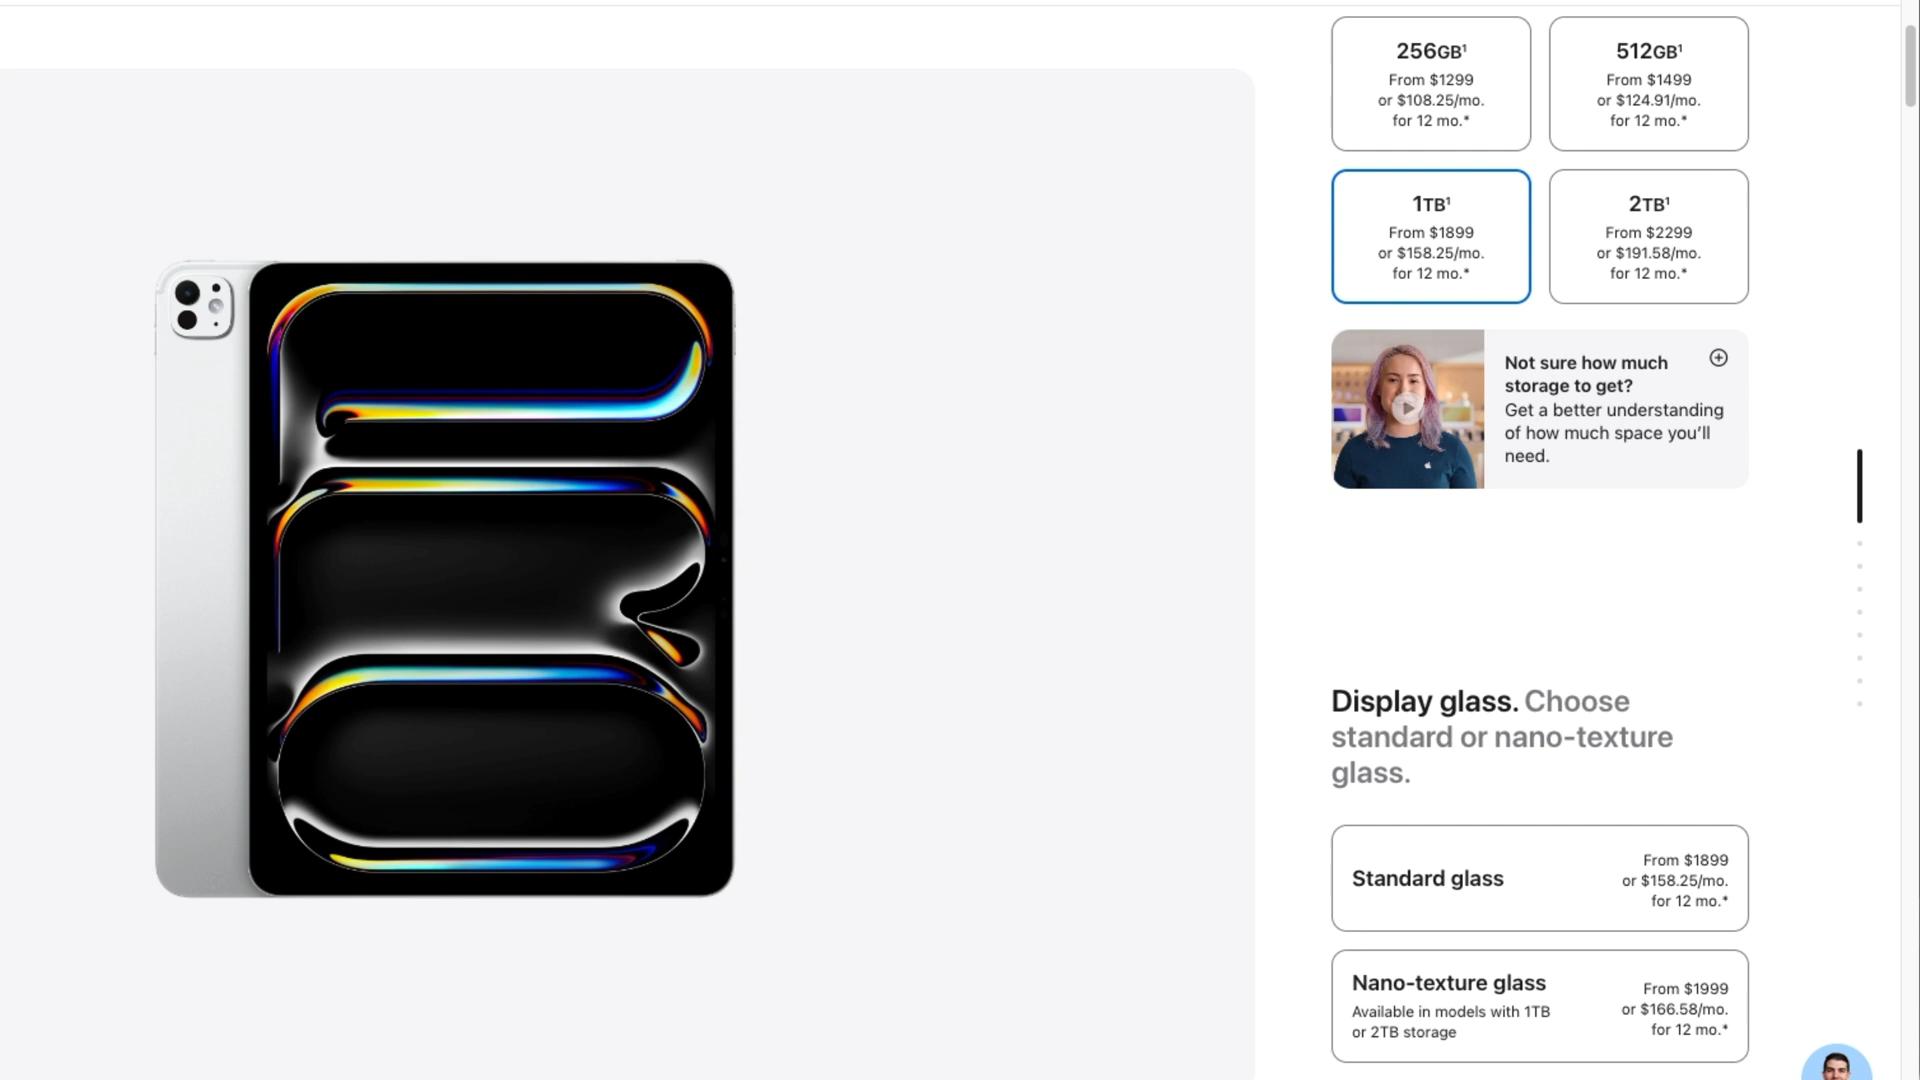 256GB¹
From $1299
or $108.25/mo.
for 12 mo.*
512GB¹
From $1499
or $124.91/mo.
for 12 mo.*
1TB¹
From $1899
or $158.25/mo.
for 12 mo.*
2TB¹
From $2299
or $191.58/mo.
for 12 mo.*
Not sure how much
storage to get?
Get a better understanding
of how much space you’ll
need.
Display glass. Choose
standard or nano-texture
glass.
Standard glass
From $1899
or $158.25/mo.
for 12 mo.*
Nano-texture glass
Available in models with 1TB
or 2TB storage
From $1999
or $166.58/mo.
for 12 mo.*